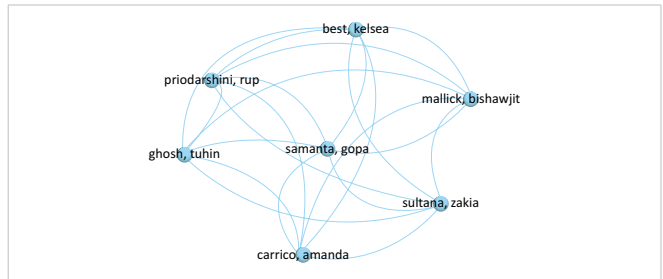 best, kelsea
priodarshini, rup
mallick, bishawjit
samanta, gopa
ghosh, tuhin
sultana, zakia
carrico, amanda